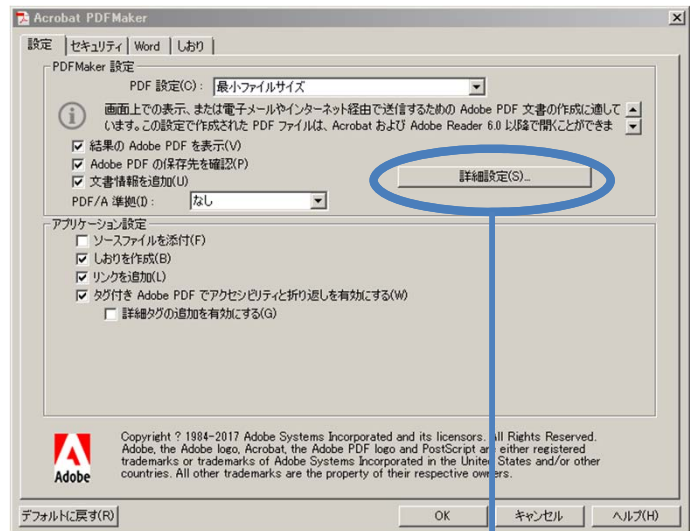 Acrobat PDFMaker
設定 セキュリティ Word しおり
PDFMaker 設定
PDF 設定(C): 最小ファイルサイズ
画面上での表示、または電子メールやインターネット経由で送信するための Adobe PDF 文書の作成に適して
います。この設定で作成された PDF ファイルは、Acrobat および Adobe Reader 6.0 以降で開くことができま
結果の Adobe PDF を表示(V)
Adobe PDF の保存先を確認(P)
文書情報を追加(U)
詳細設定(S)...
PDF/A 準拠(I): なし
アプリケーション設定
ソースファイルを添付(F)
しおりを作成(B)
リンクを追加(L)
タグ付き Adobe PDF でアクセシビリティと折り返しを有効にする(W)
詳細タグの追加を有効にする(G)
Copyright ? 1984-2017 Adobe Systems Incorporated and its licensors. All Rights Reserved.
Adobe, the Adobe logo, Acrobat, the Adobe PDF logo and PostScript are either registered
trademarks or trademarks of Adobe Systems Incorporated in the United States and/or other
countries. All other trademarks are the property of their respective owners.
Adobe
デフォルトに戻す(R) OK キャンセル ヘルプ(H)